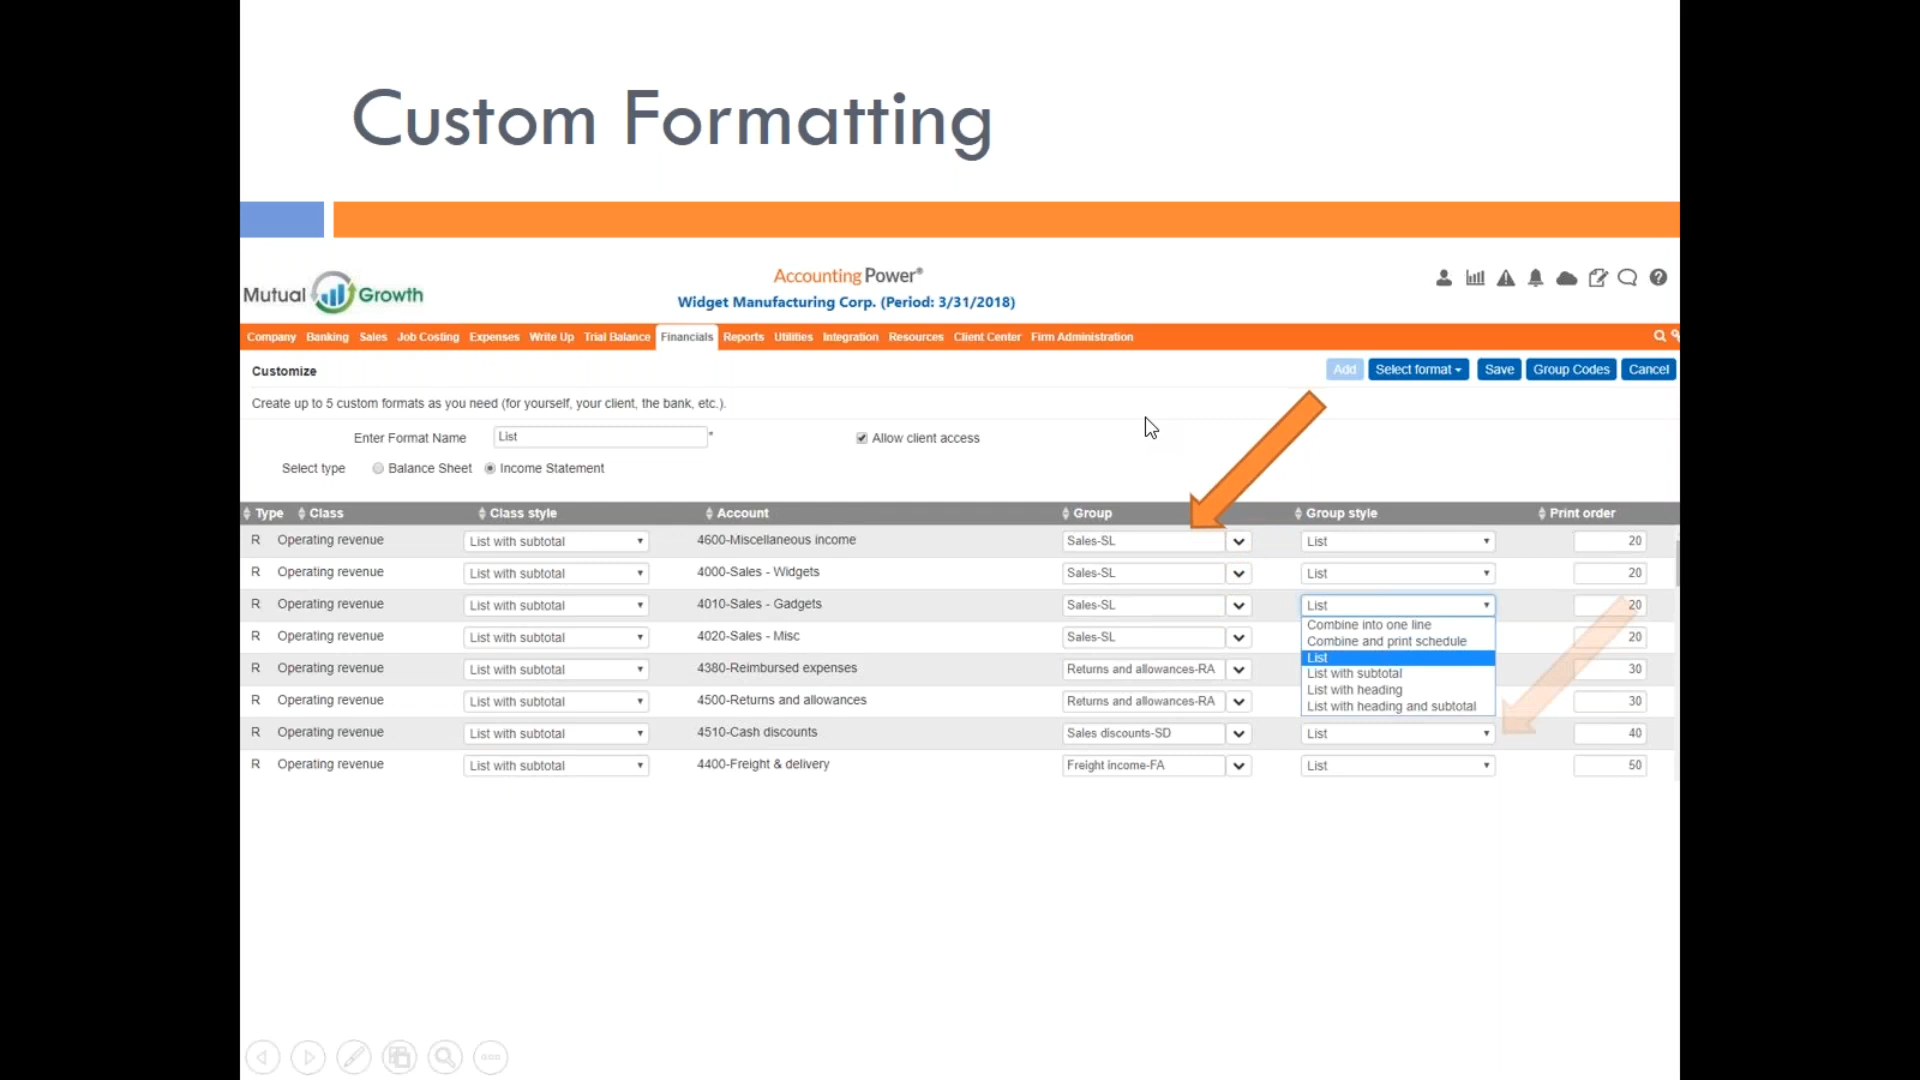 Custom Formatting
Mutual Growth
Accounting Power®
Widget Manufacturing Corp. (Period: 3/31/2018)
Company Banking Sales Job Costing Expenses Write Up Trial Balance Financials Reports Utilities Integration Resources Client Center Firm Administration
Customize Add Select format Save Group Codes Cancel
Create up to 5 custom formats as you need (for yourself, your client, the bank, etc.).
Enter Format Name List * Allow client access
Select type Balance Sheet Income Statement
Type Class Class style Account Group Group style Print order
R Operating revenue List with subtotal 4600-Miscellaneous income Sales-SL List 20
R Operating revenue List with subtotal 4000-Sales - Widgets Sales-SL List 20
R Operating revenue List with subtotal 4010-Sales - Gadgets Sales-SL List 20
Combine into one line
R Operating revenue List with subtotal 4020-Sales - Misc Sales-SL Combine and print schedule 20
List
R Operating revenue List with subtotal 4380-Reimbursed expenses Returns and allowances-RA List with subtotal 30
List with heading
R Operating revenue List with subtotal 4500-Returns and allowances Returns and allowances-RA List with heading and subtotal 30
R Operating revenue List with subtotal 4510-Cash discounts Sales discounts-SD List 40
R Operating revenue List with subtotal 4400-Freight & delivery Freight income-FA List 50